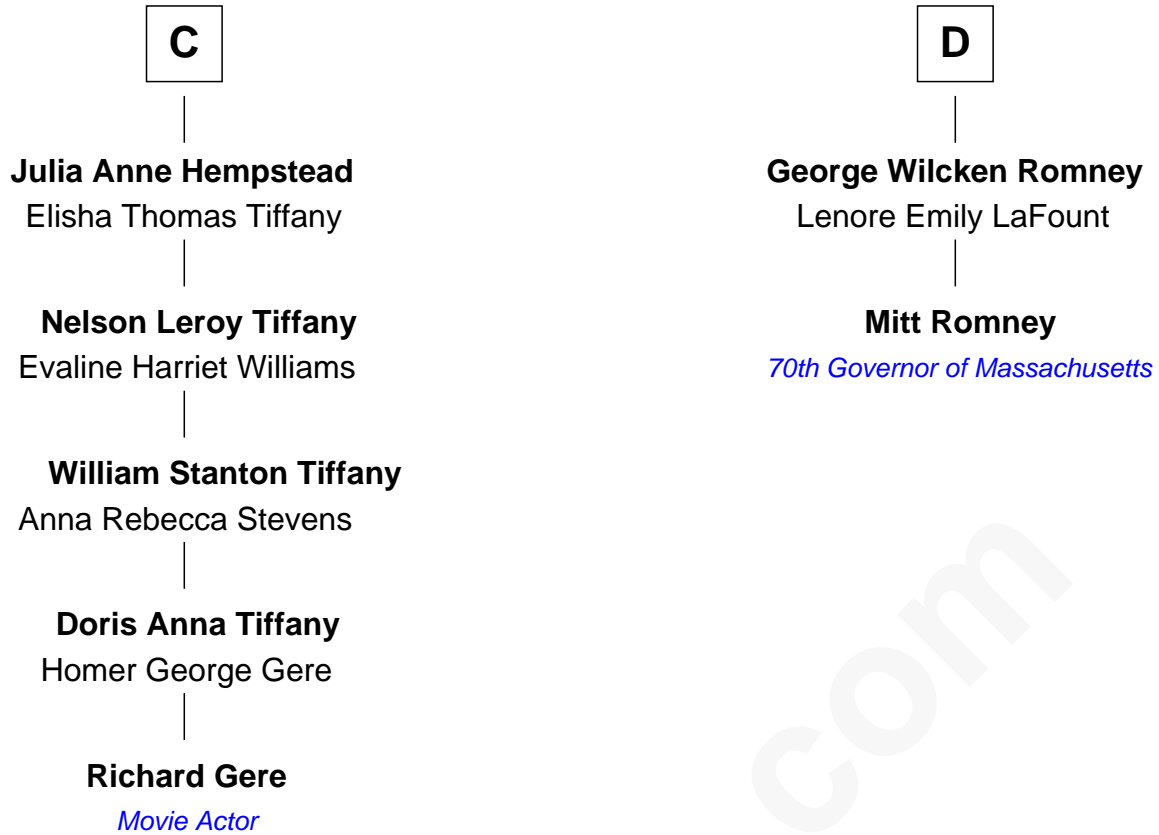 C
Julia Anne Hempstead
Elisha Thomas Tiffany
Nelson Leroy Tiffany
Evaline Harriet Williams
William Stanton Tiffany
Anna Rebecca Stevens
Doris Anna Tiffany
Homer George Gere
Richard Gere
Movie Actor
D
George Wilcken Romney
Lenore Emily LaFount
Mitt Romney
70th Governor of Massachusetts
com